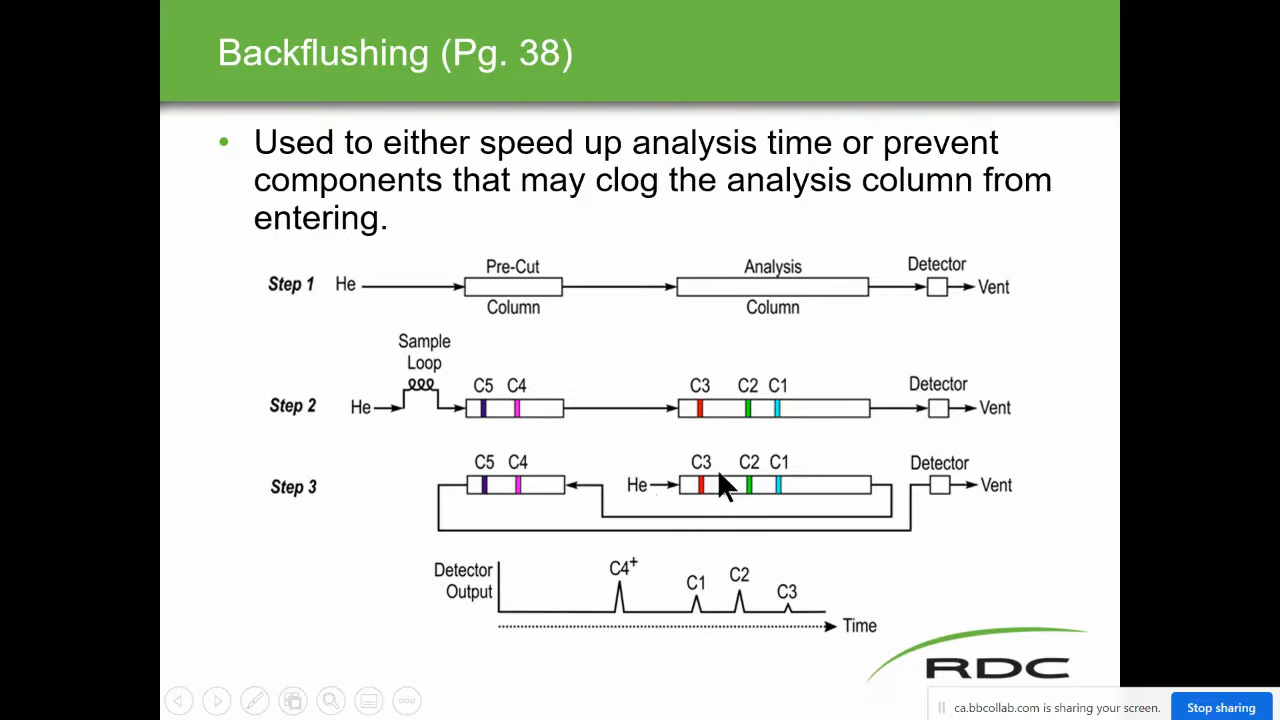 Backflushing (Pg. 38)
• Used to either speed up analysis time or prevent
components that may clog the analysis column from
entering.
Step 1 He Pre-Cut Column Analysis Column Detector Vent
Sample
Loop
C5 C4 C3 C2 C1 Detector
Step 2 He Vent
C5 C4 C3 C2 C1 Detector
Step 3 He Vent
Detector
Output
C4+ C1 C2 C3
Time
RDC
ca.bbcollab.com is sharing your screen. Stop sharing